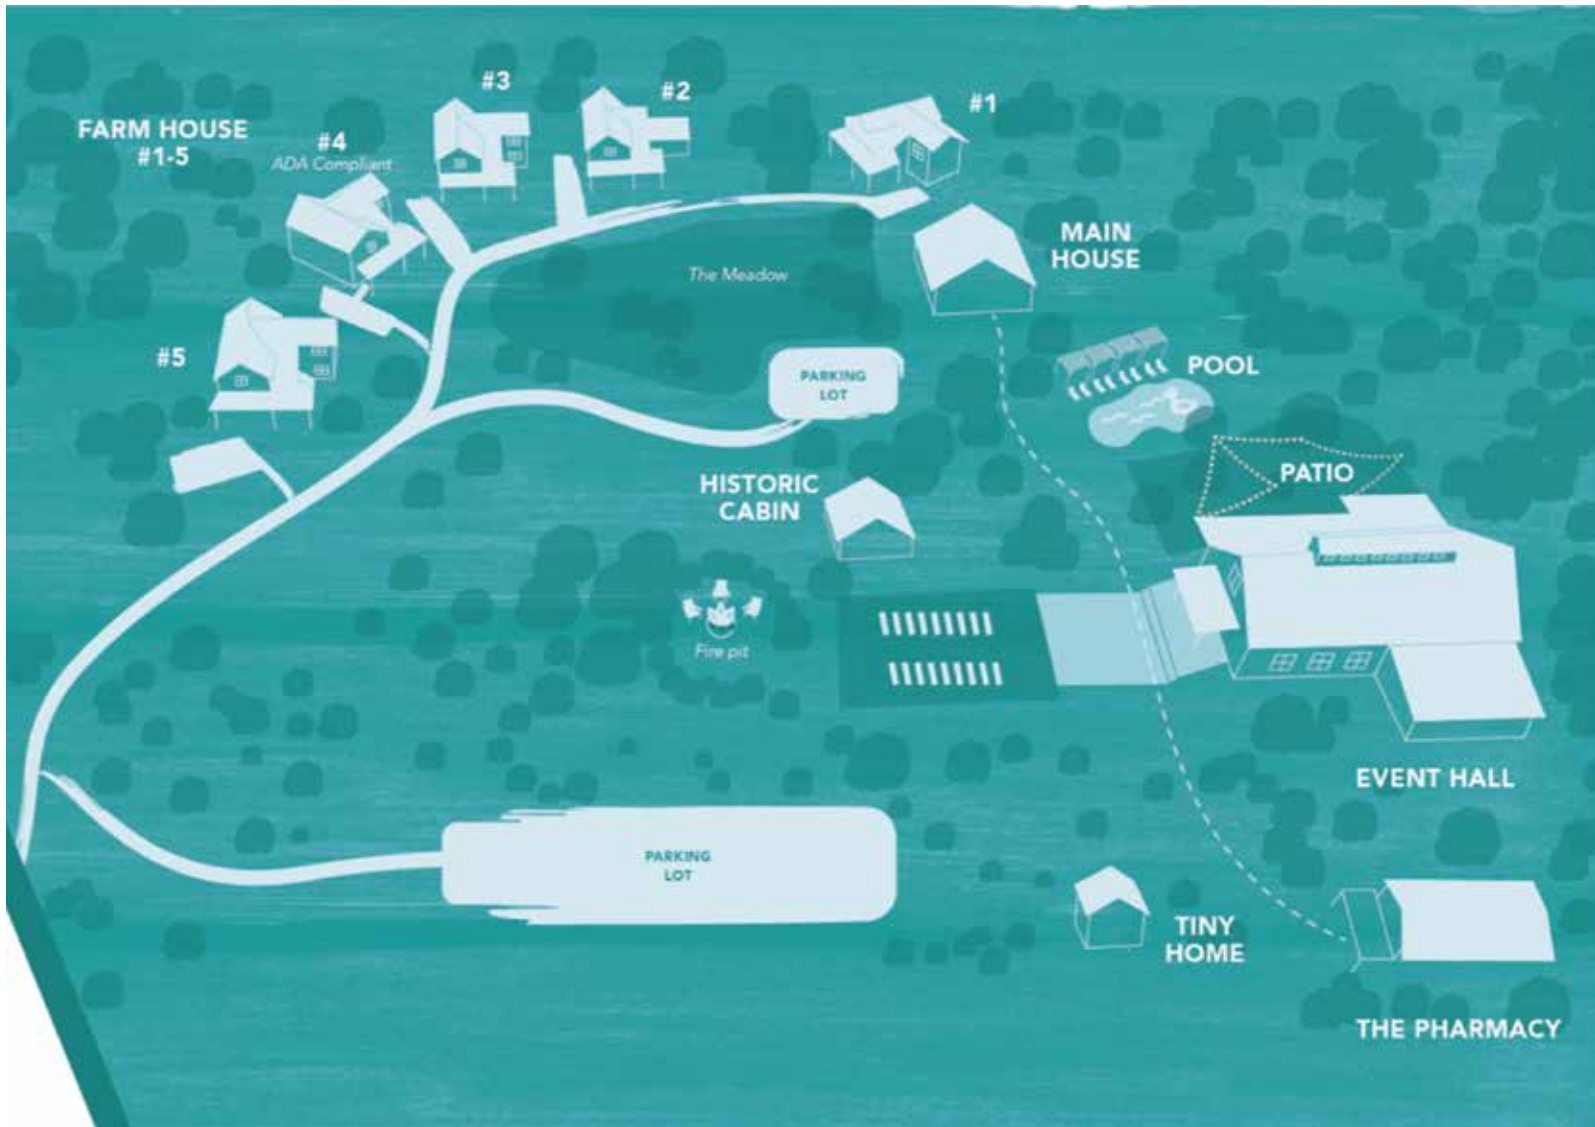 #3
#2
#1
FARM HOUSE
#1-5
#4
ADA Compliant
MAIN
HOUSE
The Meadow
#5
POOL
PARKING
LOT
PATIO
HISTORIC
CABIN
Fire pit
EVENT HALL
PARKING
LOT
TINY
HOME
THE PHARMACY